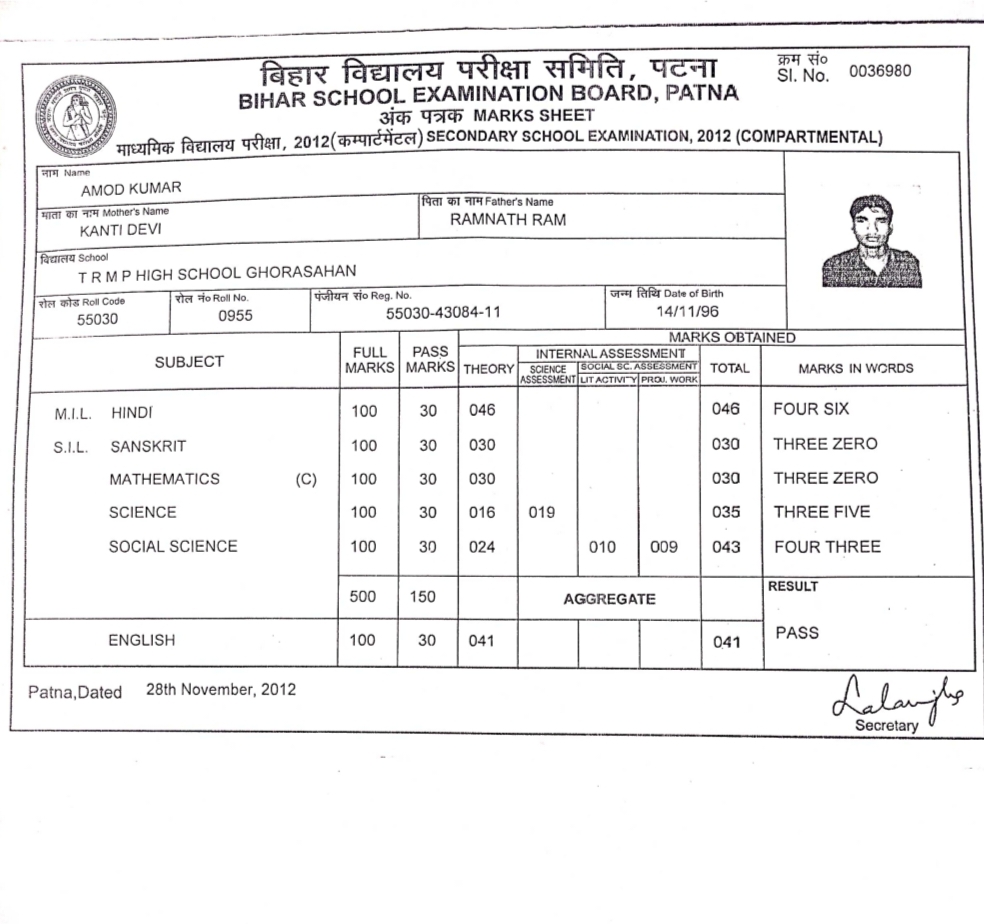 बिहार विद्यालय परीक्षा समिति, पटना
क्रम सं०
Sl. No. 0036980
BIHAR SCHOOL EXAMINATION BOARD, PATNA
अंक पत्रक MARKS SHEET
माध्यमिक विद्यालय परीक्षा, 2012(कम्पार्टमेंटल) SECONDARY SCHOOL EXAMINATION, 2012 (COMPARTMENTAL)
नाम Name
AMOD KUMAR
माता का नाम Mother's Name
KANTI DEVI
पिता का नाम Father's Name
RAMNATH RAM
विद्यालय School
T R M P HIGH SCHOOL GHORASAHAN
रोल कोड Roll Code
55030
रोल नं० Roll No.
0955
पंजीयन सं० Reg. No.
55030-43084-11
जन्म तिथि Date of Birth
14/11/96
SUBJECT FULL MARKS PASS MARKS MARKS OBTAINED
THEORY INTERNAL ASSESSMENT TOTAL MARKS IN WORDS
SCIENCE ASSESSMENT SOCIAL SC. ASSESSMENT
LIT ACTIVITY PROJ. WORK
M.I.L. HINDI 100 30 046 046 FOUR SIX
S.I.L. SANSKRIT 100 30 030 030 THREE ZERO
MATHEMATICS (C) 100 30 030 030 THREE ZERO
SCIENCE 100 30 016 019 035 THREE FIVE
SOCIAL SCIENCE 100 30 024 010 009 043 FOUR THREE
500 150 AGGREGATE RESULT
ENGLISH 100 30 041 041 PASS
Patna,Dated 28th November, 2012
Secretary